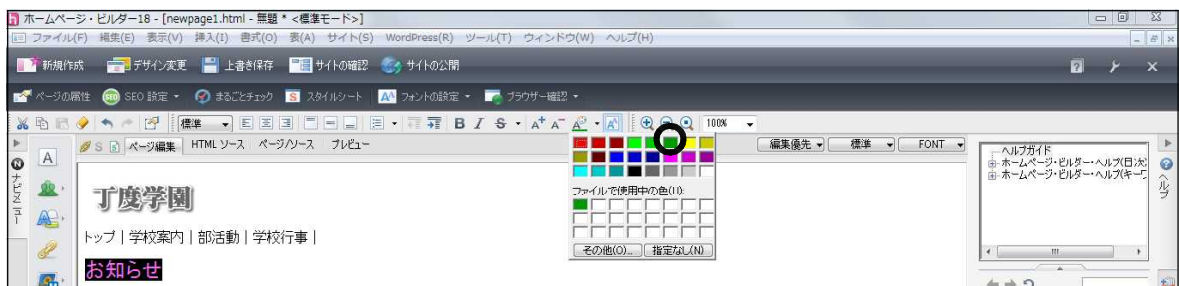 ホームページ・ビルダー18 - [newpage1.html - 無題 * <標準モード>]
ファイル(F) 編集(E) 表示(V) 挿入(I) 書式(O) 表(A) サイト(S) WordPress(R) ツール(T) ウィンドウ(W) ヘルプ(H)
新規作成 デザイン変更 上書き保存 サイトの確認 サイトの公開
ページの属性 SEO 設定 まるごとチェック スタイルシート フォントの設定 ブラウザー確認
標準 B I S A+ A- A A 100%
ページ編集 HTML ソース ページ/ソース プレビュー 編集優先 標準 FONT
ナビメニュー
A
ヘルプガイド
ホームページ・ビルダー・ヘルプ(目次
ホームページ・ビルダー・ヘルプ(キーワ
ヘルプ
ファイルで使用中の色(I):
その他(O)... 指定なし(N)
丁度学園
トップ | 学校案内 | 部活動 | 学校行事 |
お知らせ